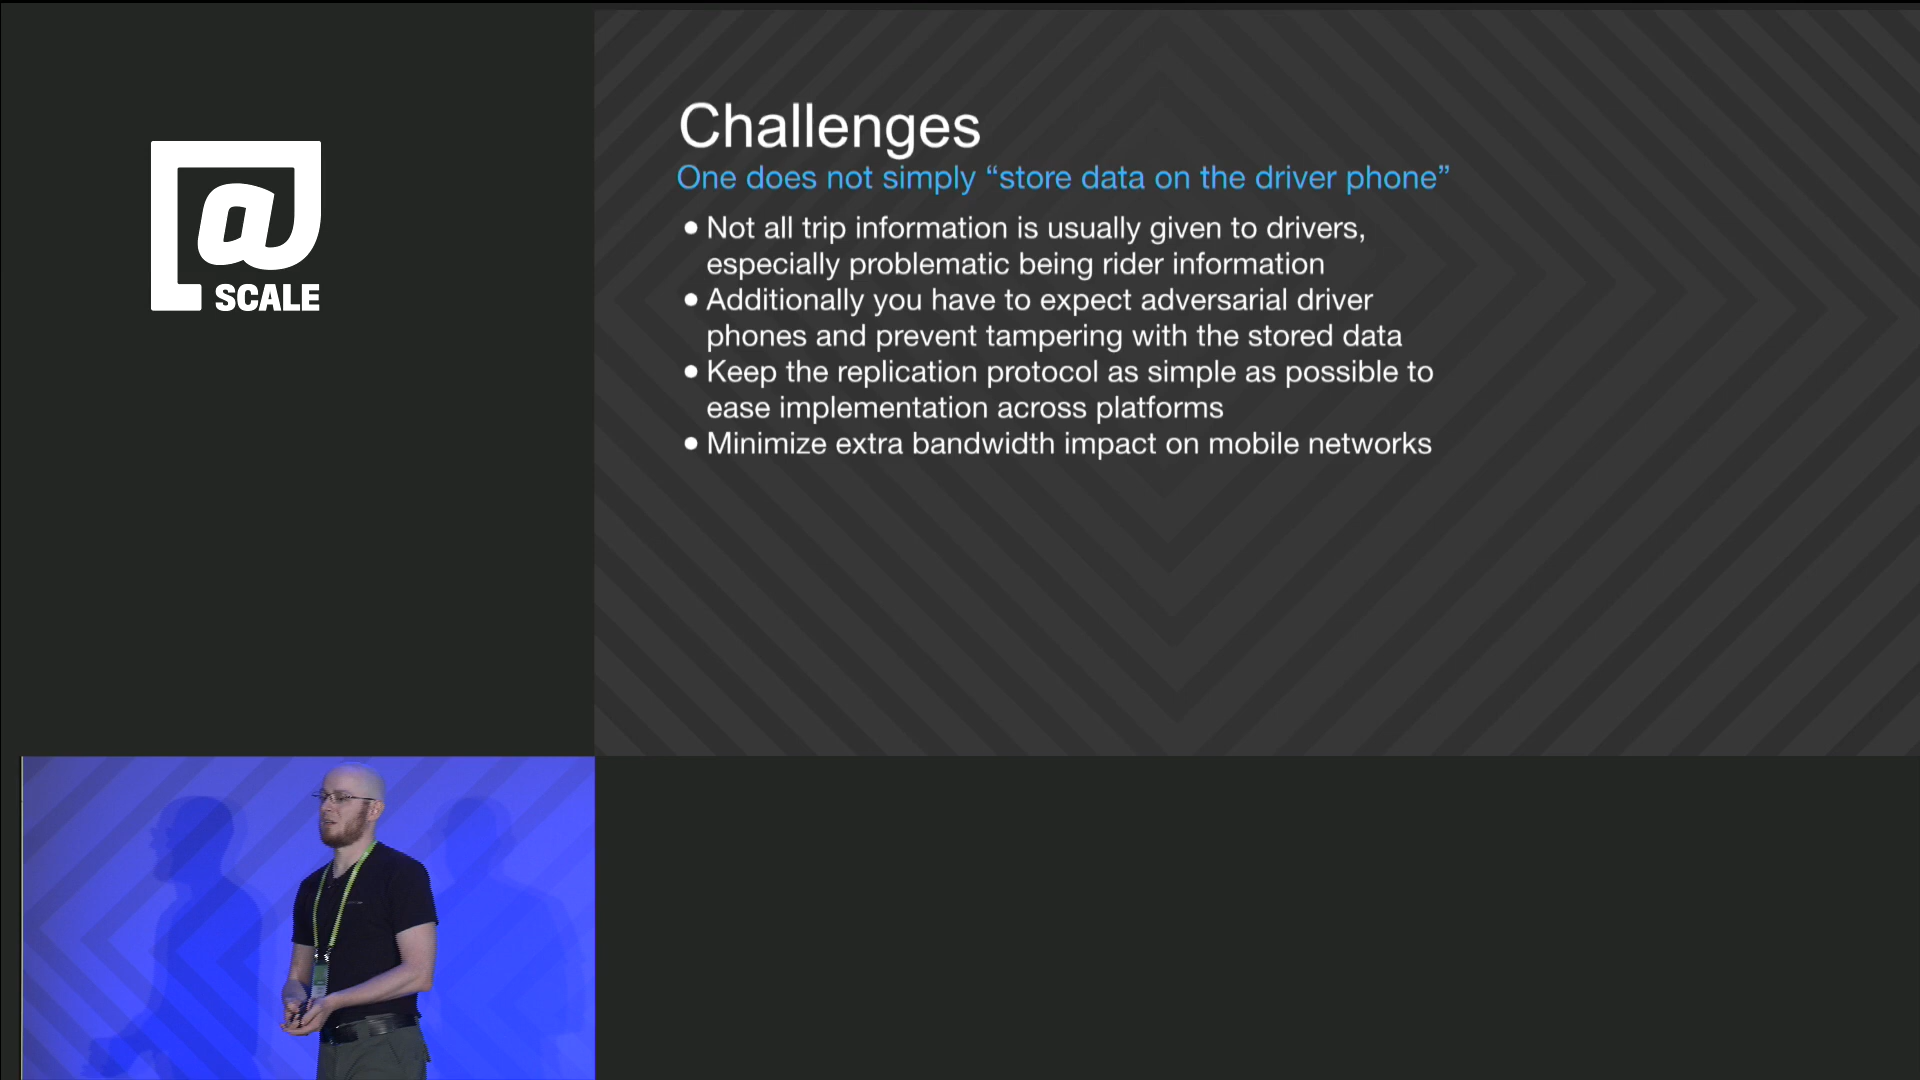 @
SCALE
Challenges
One does not simply “store data on the driver phone”
● Not all trip information is usually given to drivers,
especially problematic being rider information
● Additionally you have to expect adversarial driver
phones and prevent tampering with the stored data
● Keep the replication protocol as simple as possible to
ease implementation across platforms
● Minimize extra bandwidth impact on mobile networks